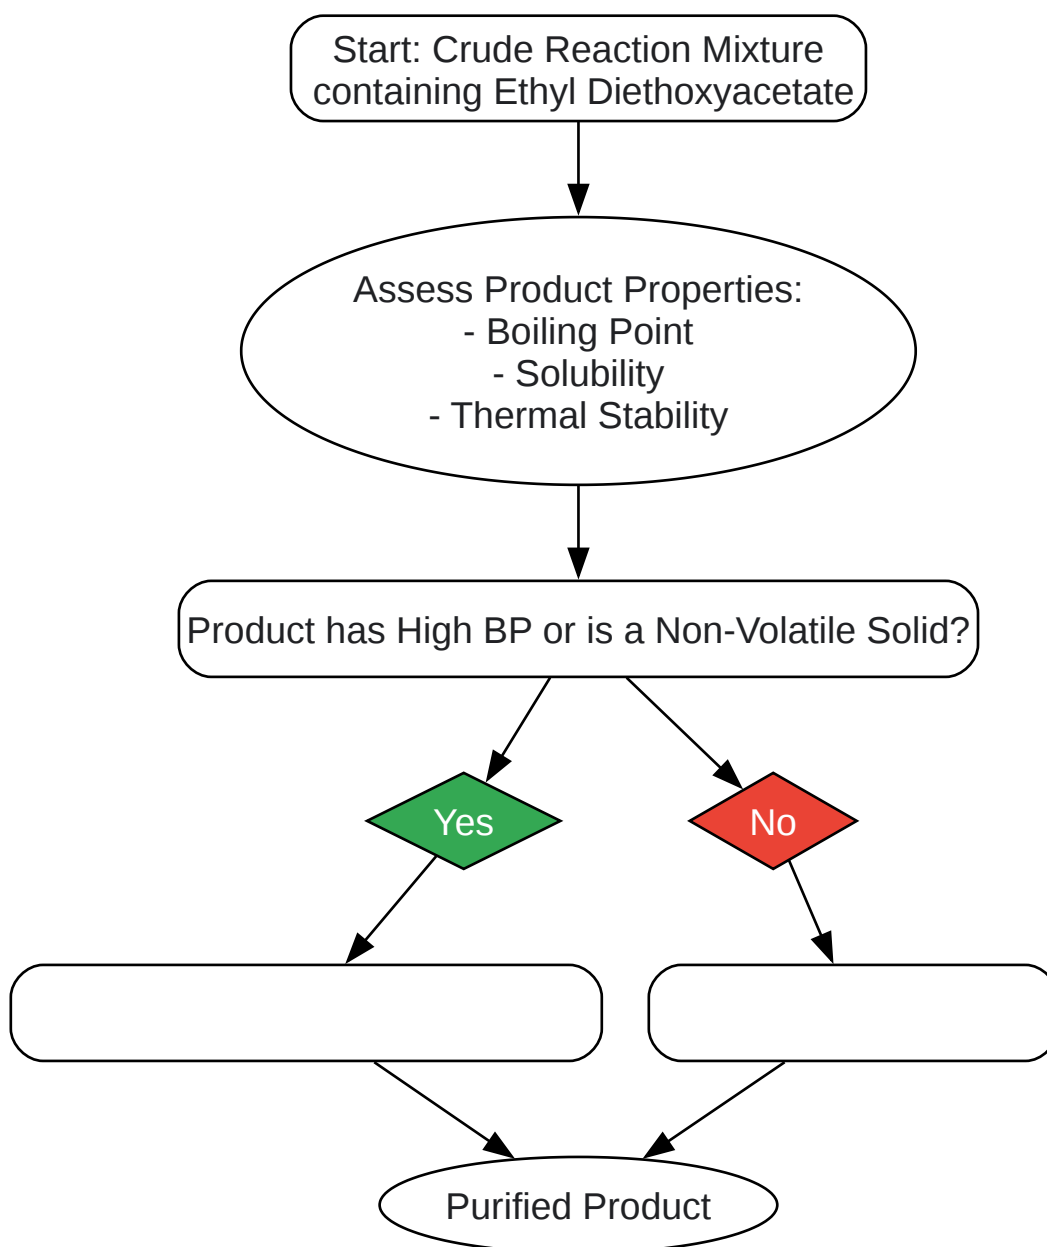 Start: Crude Reaction Mixture
containing Ethyl Diethoxyacetate
Assess Product Properties:
- Boiling Point
- Solubility
- Thermal Stability
Product has High BP or is a Non-Volatile Solid?
Yes
No
Purified Product